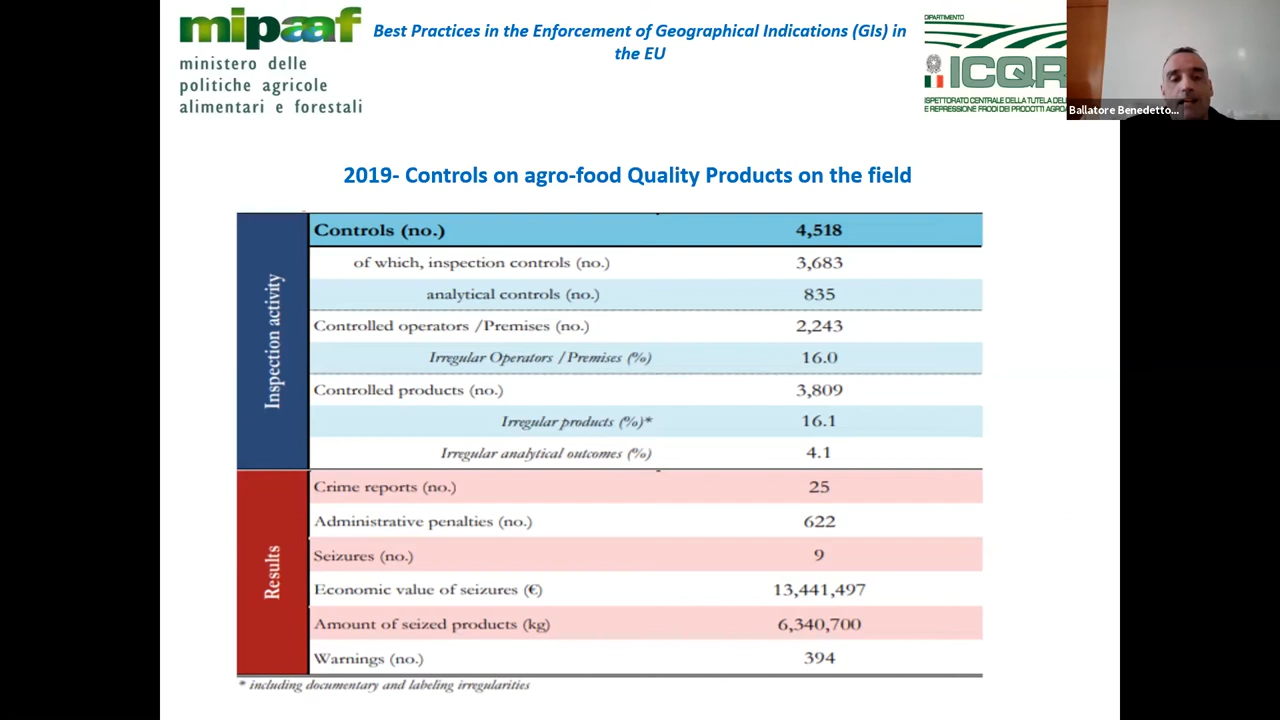 mipaaf
ministero delle
politiche agricole
alimentari e forestali
Best Practices in the Enforcement of Geographical Indications (GIs) in
the EU
DIPARTIMENTO
ICQR
ISPETTORATO CENTRALE DELLA TUTELA DEL
E REPRESSIONE FRODI DEI PRODOTTI AGRO
Ballatore Benedetto...
2019- Controls on agro-food Quality Products on the field
Inspection activity
Controls (no.) 4,518
of which, inspection controls (no.) 3,683
analytical controls (no.) 835
Controlled operators /Premises (no.) 2,243
Irregular Operators /Premises (%) 16.0
Controlled products (no.) 3,809
Irregular products (%)* 16.1
Irregular analytical outcomes (%) 4.1
Results
Crime reports (no.) 25
Administrative penalties (no.) 622
Seizures (no.) 9
Economic value of seizures (€) 13,441,497
Amount of seized products (kg) 6,340,700
Warnings (no.) 394
* including documentary and labeling irregularities